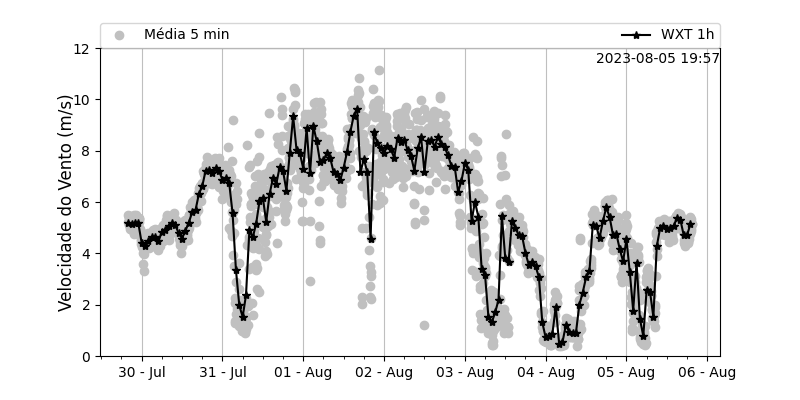 Média 5 min
WXT 1h
2023-08-05 19:57
Velocidade do Vento (m/s)
12
10
8
6
4
2
0
30 - Jul
31 - Jul
01 - Aug
02 - Aug
03 - Aug
04 - Aug
05 - Aug
06 - Aug